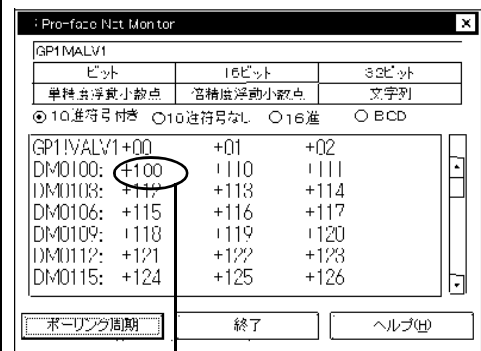 Pro-face Net Monitor
GP1 MALV1
ビット 16ビット 32ビット
単精度浮動小数点 倍精度浮動小数点 文字列
10進符号付き 10進符号なし 16進 BCD
+00 +01 +02
DM0100: +100 +110 +111
DM0103: +112 +113 +114
DM0106: +115 +116 +117
DM0109: +118 +119 +120
DM0112: +121 +122 +123
DM0115: +124 +125 +126
ポーリング周期 終了 ヘルプ(H)